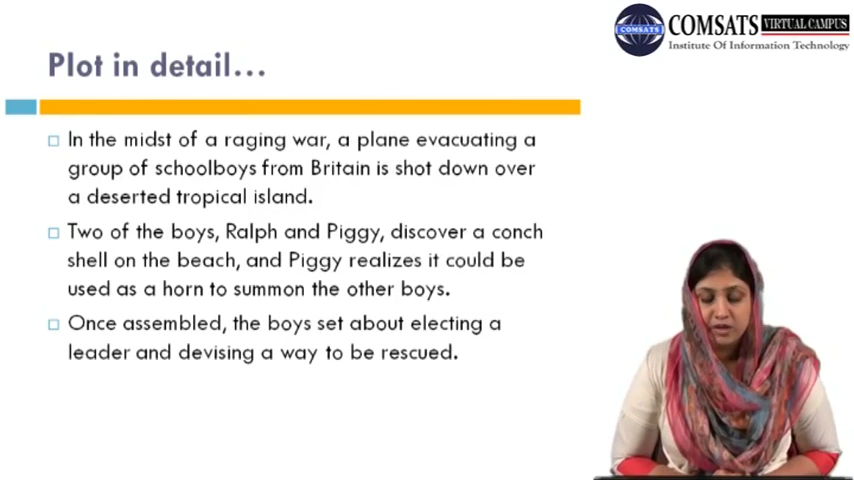 COMSATS VIRTUAL CAMPUS
COMSATS
Institute Of Information Technology
Plot in detail…
In the midst of a raging war, a plane evacuating a
group of schoolboys from Britain is shot down over
a deserted tropical island.
Two of the boys, Ralph and Piggy, discover a conch
shell on the beach, and Piggy realizes it could be
used as a horn to summon the other boys.
Once assembled, the boys set about electing a
leader and devising a way to be rescued.